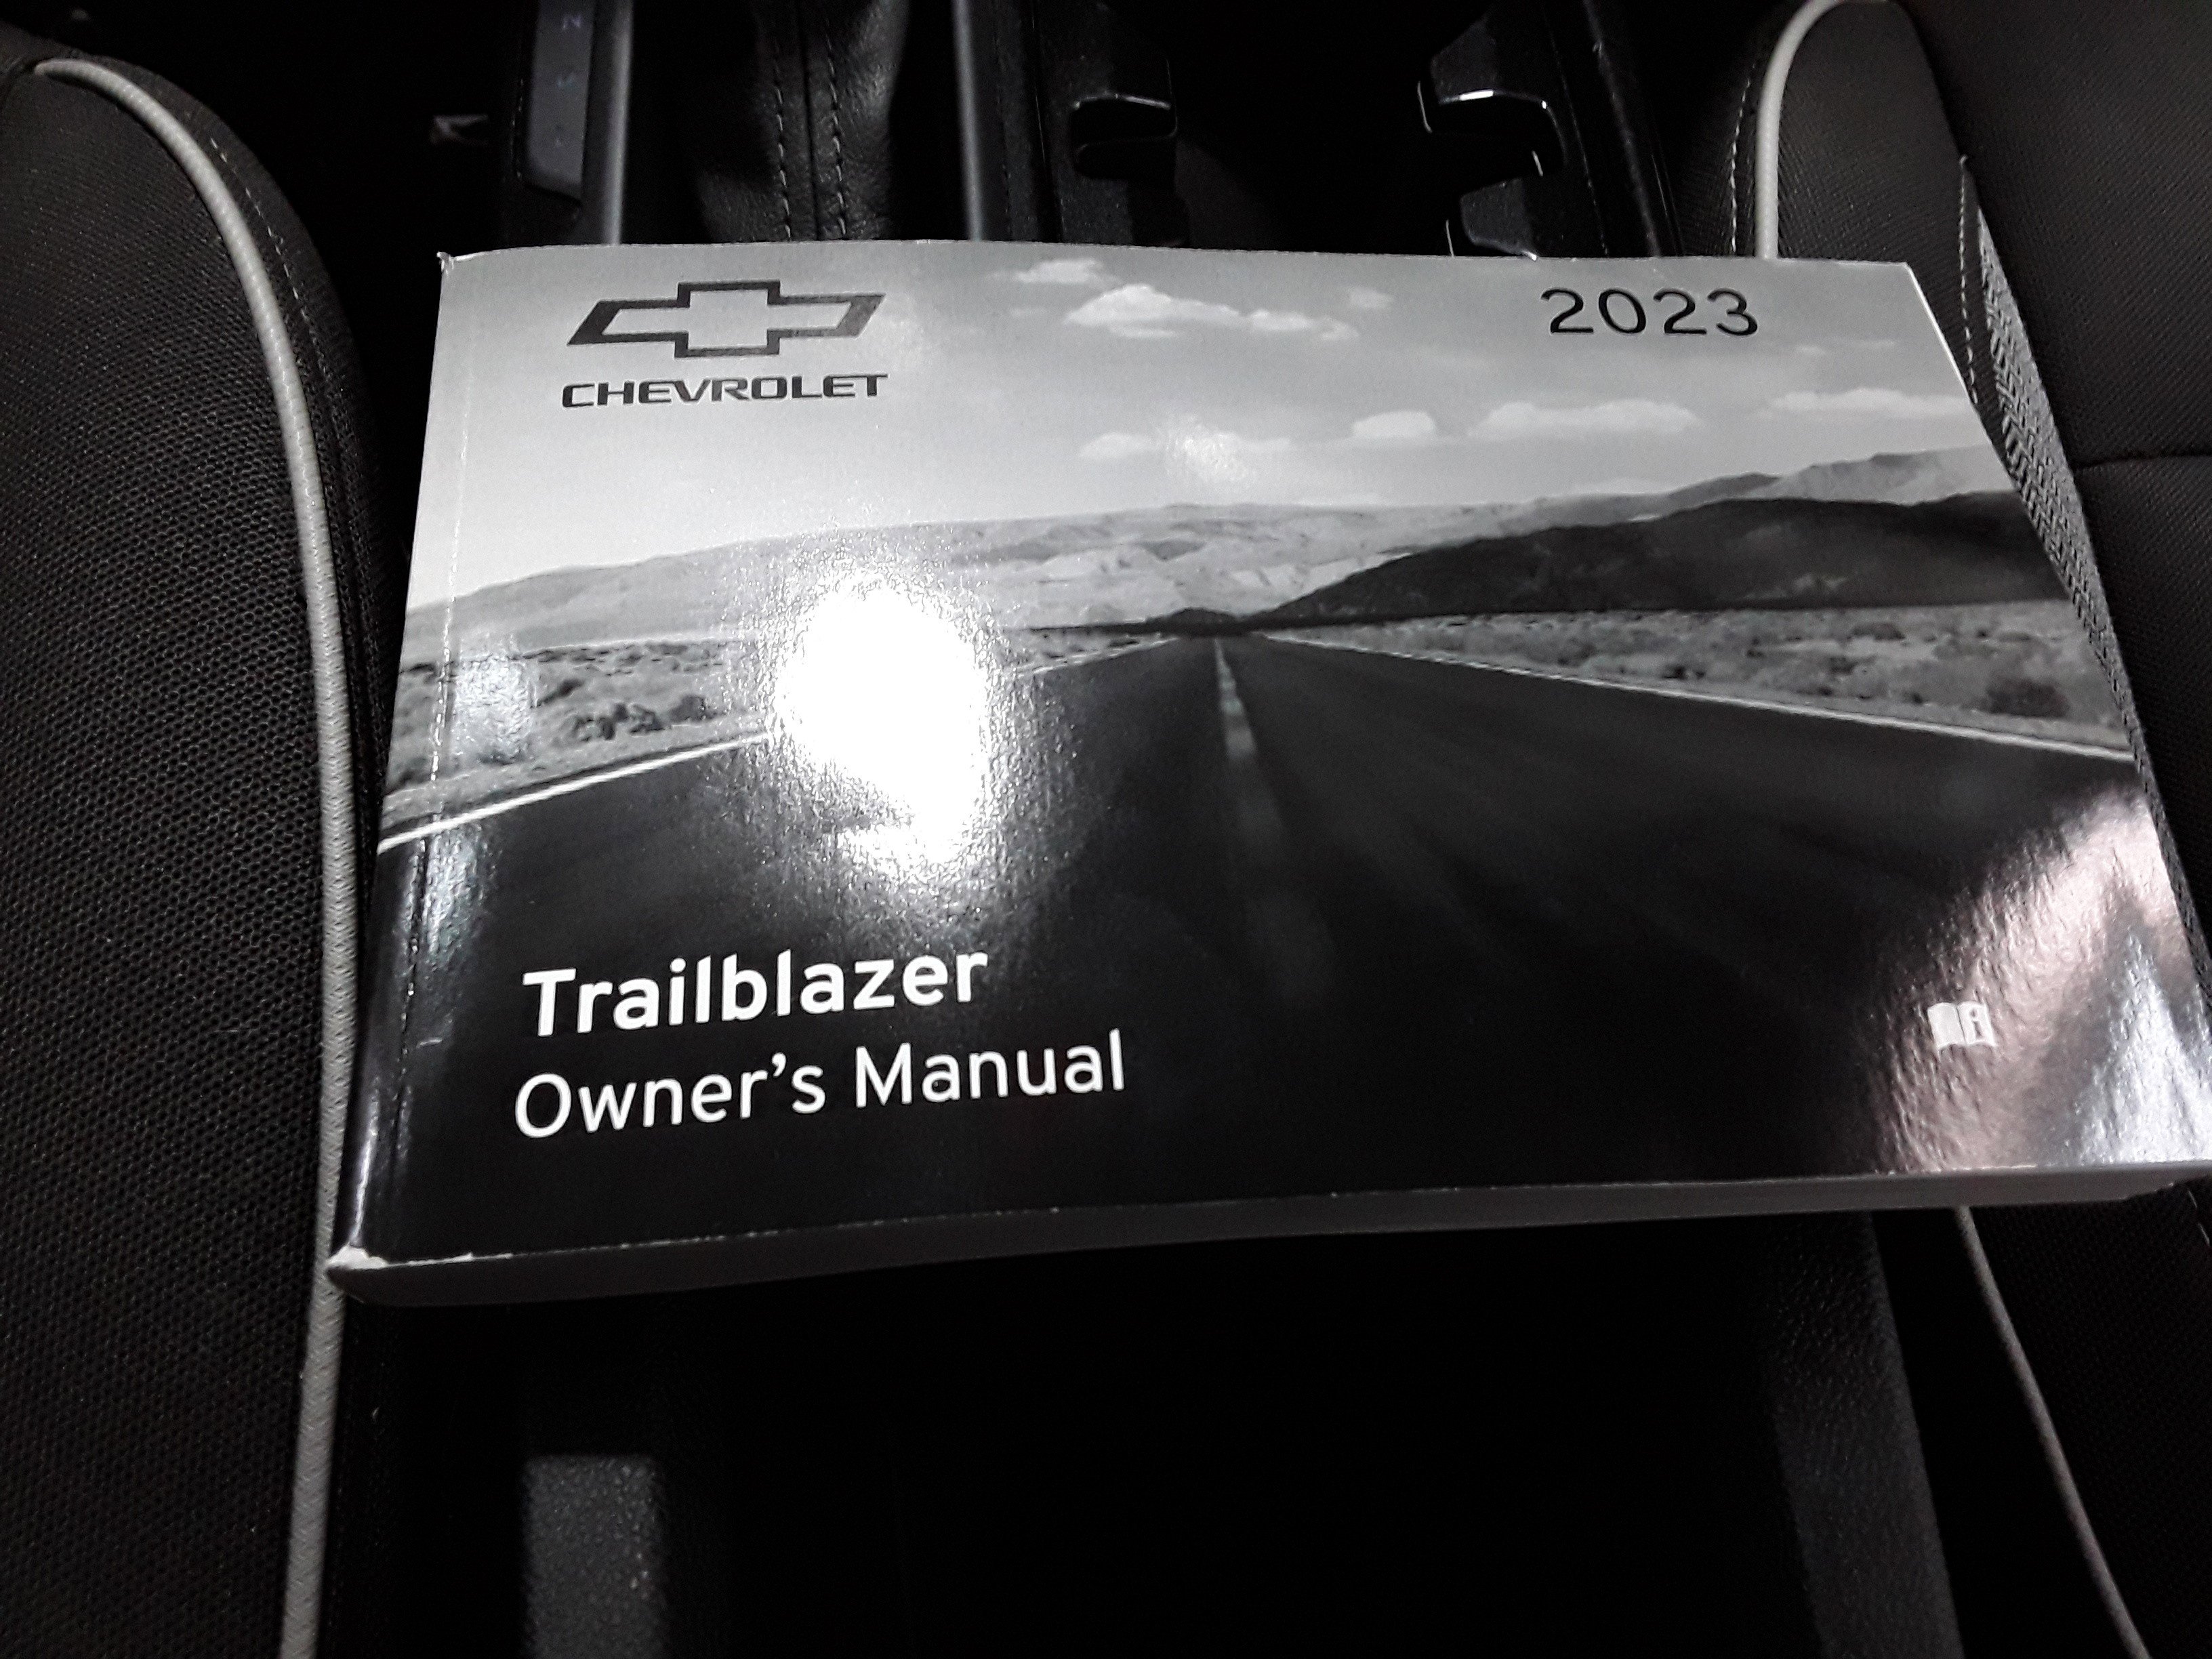 CHEVROLET
2023
Trailblazer
Owner's Manual